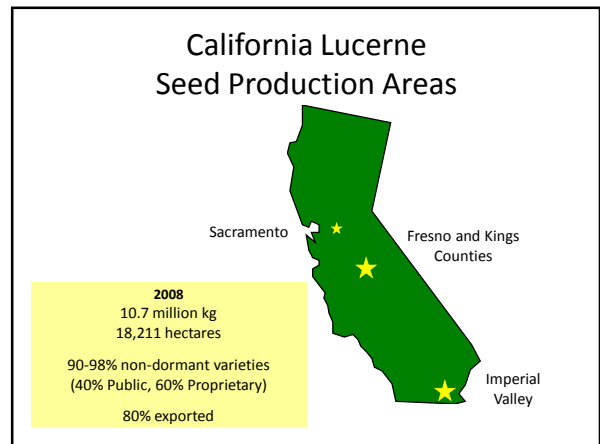 California Lucerne
Seed Production Areas
Sacramento
Fresno and Kings
Counties
2008
10.7 million kg
18,211 hectares
90-98% non-dormant varieties
(40% Public, 60% Proprietary)
80% exported
Imperial
Valley